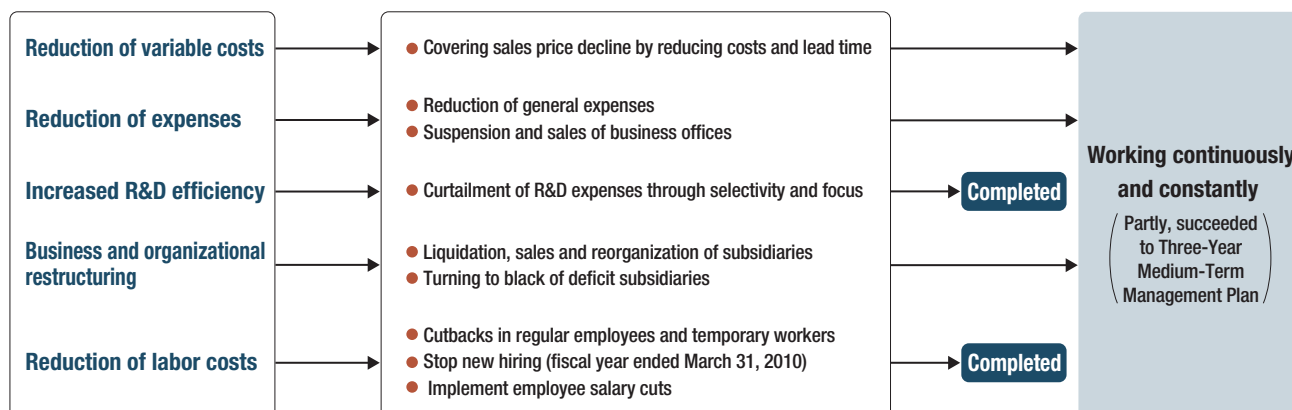 Reduction of variable costs
● Covering sales price decline by reducing costs and lead time
Reduction of expenses
● Reduction of general expenses
● Suspension and sales of business offices
Increased R&D efficiency
● Curtailment of R&D expenses through selectivity and focus
Completed
Business and organizational
restructuring
● Liquidation, sales and reorganization of subsidiaries
● Turning to black of deficit subsidiaries
Reduction of labor costs
● Cutbacks in regular employees and temporary workers
● Stop new hiring (fiscal year ended March 31, 2010)
● Implement employee salary cuts
Completed
Working continuously
and constantly
(Partly, succeeded
to Three-Year
Medium-Term
Management Plan)